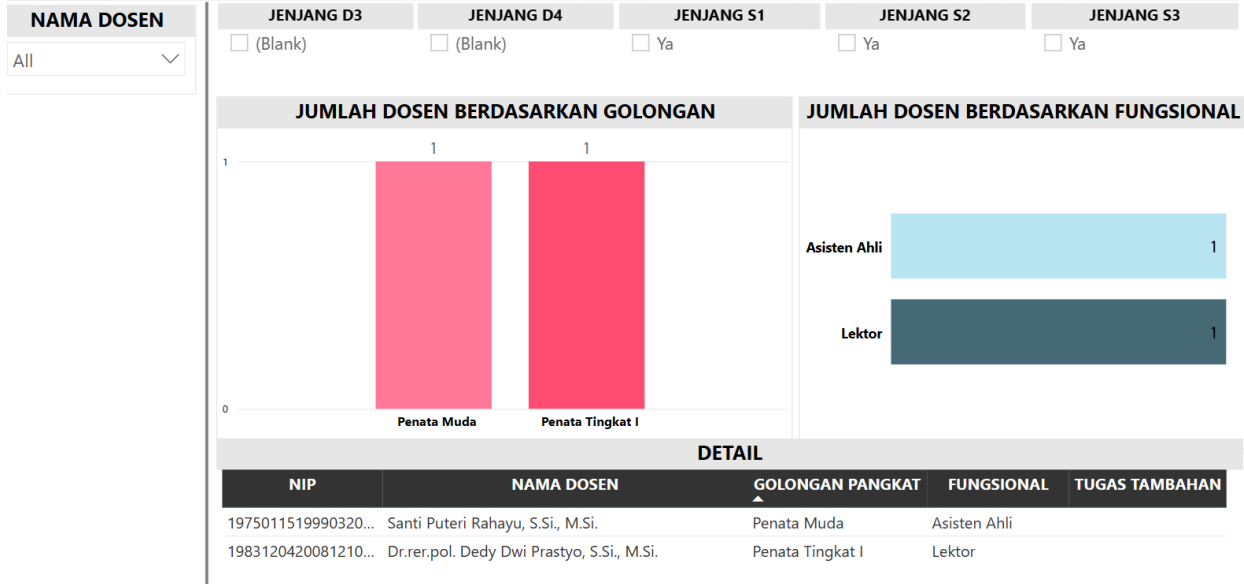 NAMA DOSEN
All
JENJANG D3 JENJANG D4 JENJANG S1 JENJANG S2 JENJANG S3
(Blank) (Blank) Ya Ya Ya
JUMLAH DOSEN BERDASARKAN GOLONGAN
1 1
1
0
Penata Muda Penata Tingkat I
JUMLAH DOSEN BERDASARKAN FUNGSIONAL
Asisten Ahli 1
Lektor 1
DETAIL
NIP NAMA DOSEN GOLONGAN PANGKAT FUNGSIONAL TUGAS TAMBAHAN
1975011519990320... Santi Puteri Rahayu, S.Si., M.Si. Penata Muda Asisten Ahli
1983120420081210... Dr.rer.pol. Dedy Dwi Prastyo, S.Si., M.Si. Penata Tingkat I Lektor